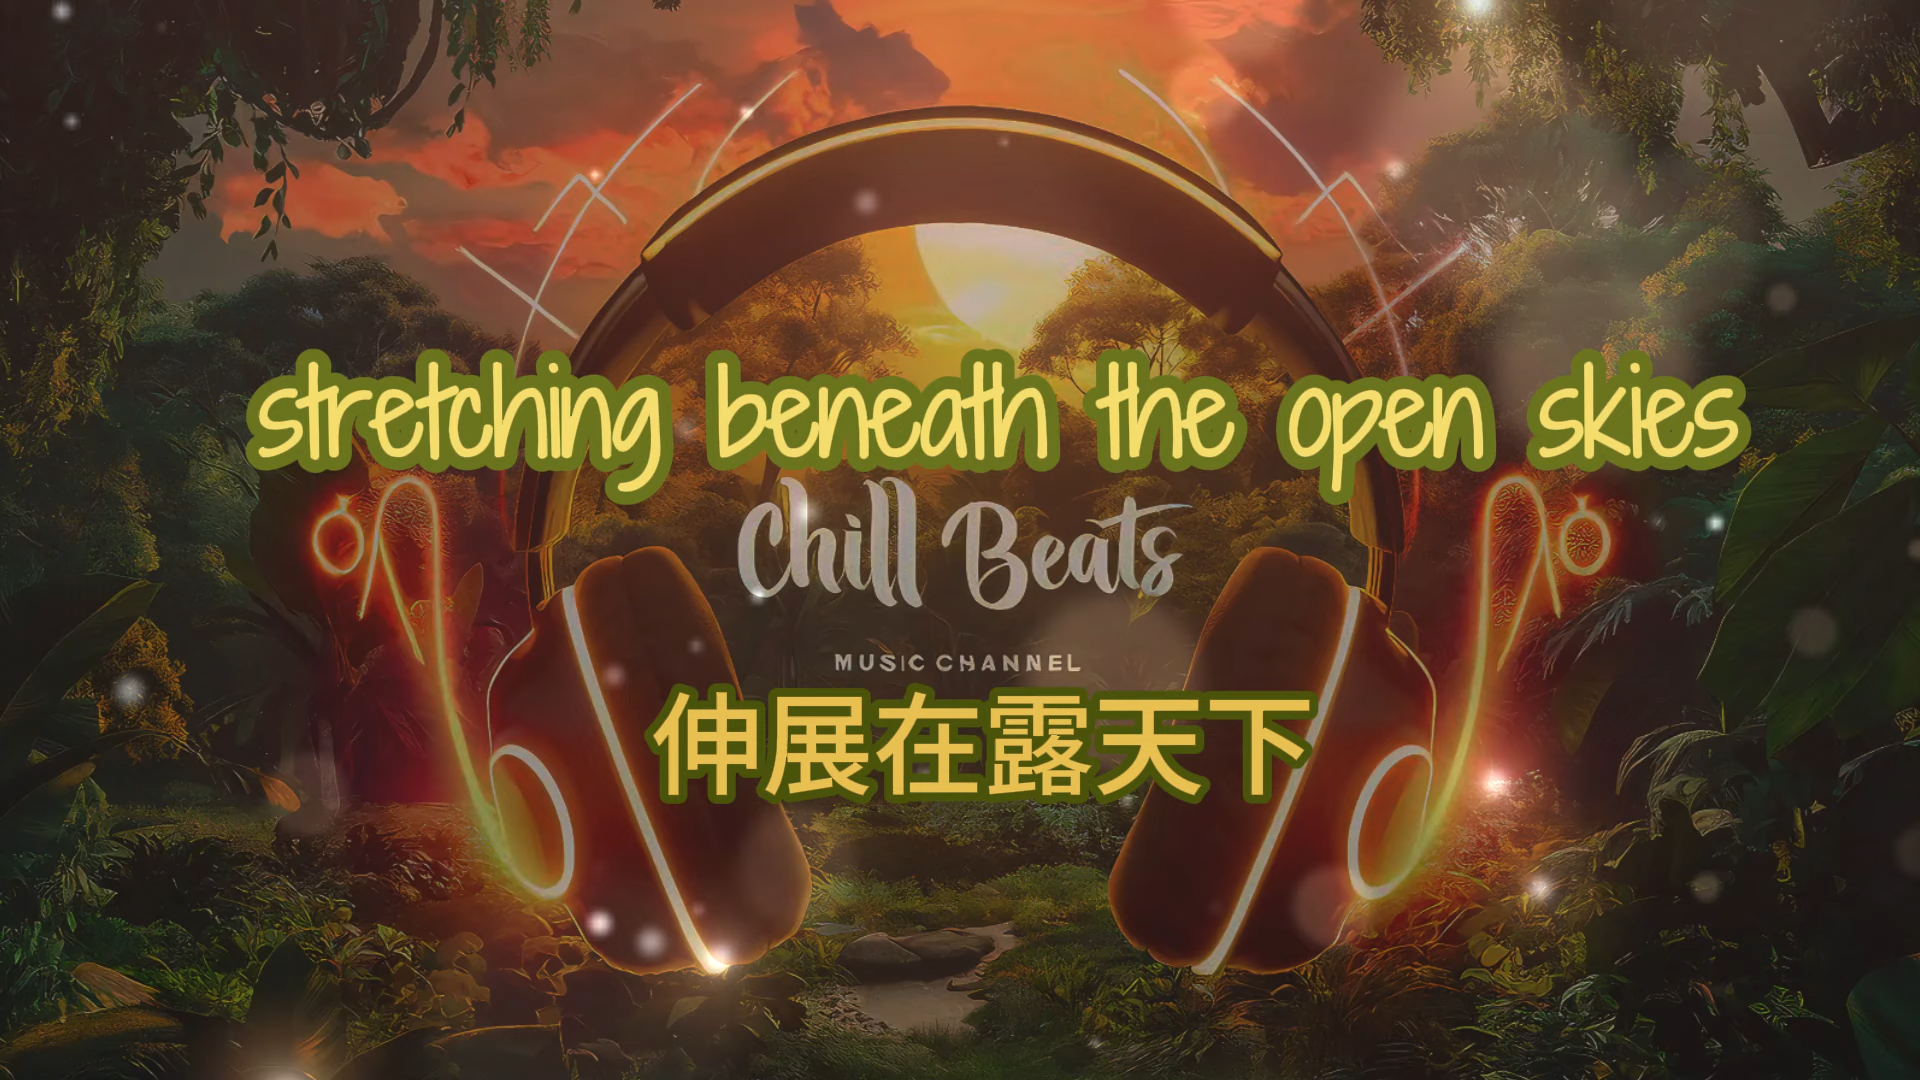 stretching beneath the open skies
Chill Beats
MUSIC CHANNEL
伸展在露天下